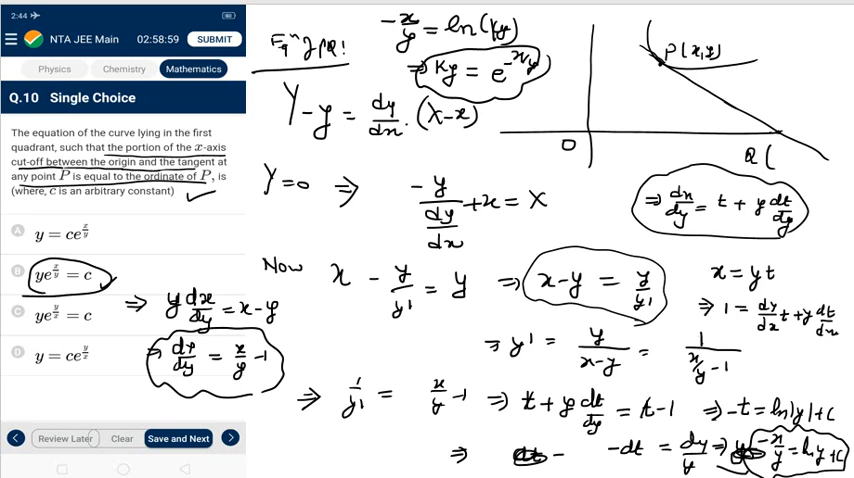 2:44
NTA JEE Main
02:58:59
SUBMIT
Physics
Chemistry
Mathematics
Q.10 Single Choice
The equation of the curve lying in the first
quadrant, such that the portion of the x-axis
cut-off between the origin and the tangent at
any point P is equal to the ordinate of P, is
(where, c is an arbitrary constant)
A y = ce^{x/y}
B ye^{x/y} = c
C ye^{y/x} = c
D y = ce^{y/x}
Review Later
Clear
Save and Next
-x/y = ln(Ky)
⇒ Ky = e^{-x/y}
Eqⁿ of PQ!
Y - y = dy/dx · (X - x)
P(x,y)
O
Q(
Y = 0 ⇒ -y/(dy/dx) + x = X
⇒ dx/dy = t + y dt/dy
Now x - y/y' = y ⇒ x - y = y/y'
x = yt
⇒ 1 = dy/dx t + y dt/dx
⇒ y dx/dy = x - y
⇒ dx/dy = x/y - 1
⇒ y' = y/(x-y) = 1/(x/y - 1)
⇒ 1/y' = x/y - 1 ⇒ t + y dt/dy = t - 1 ⇒ -t = ln|y| + c
⇒ -dt = dy/y ⇒ -x/y = ln y + c